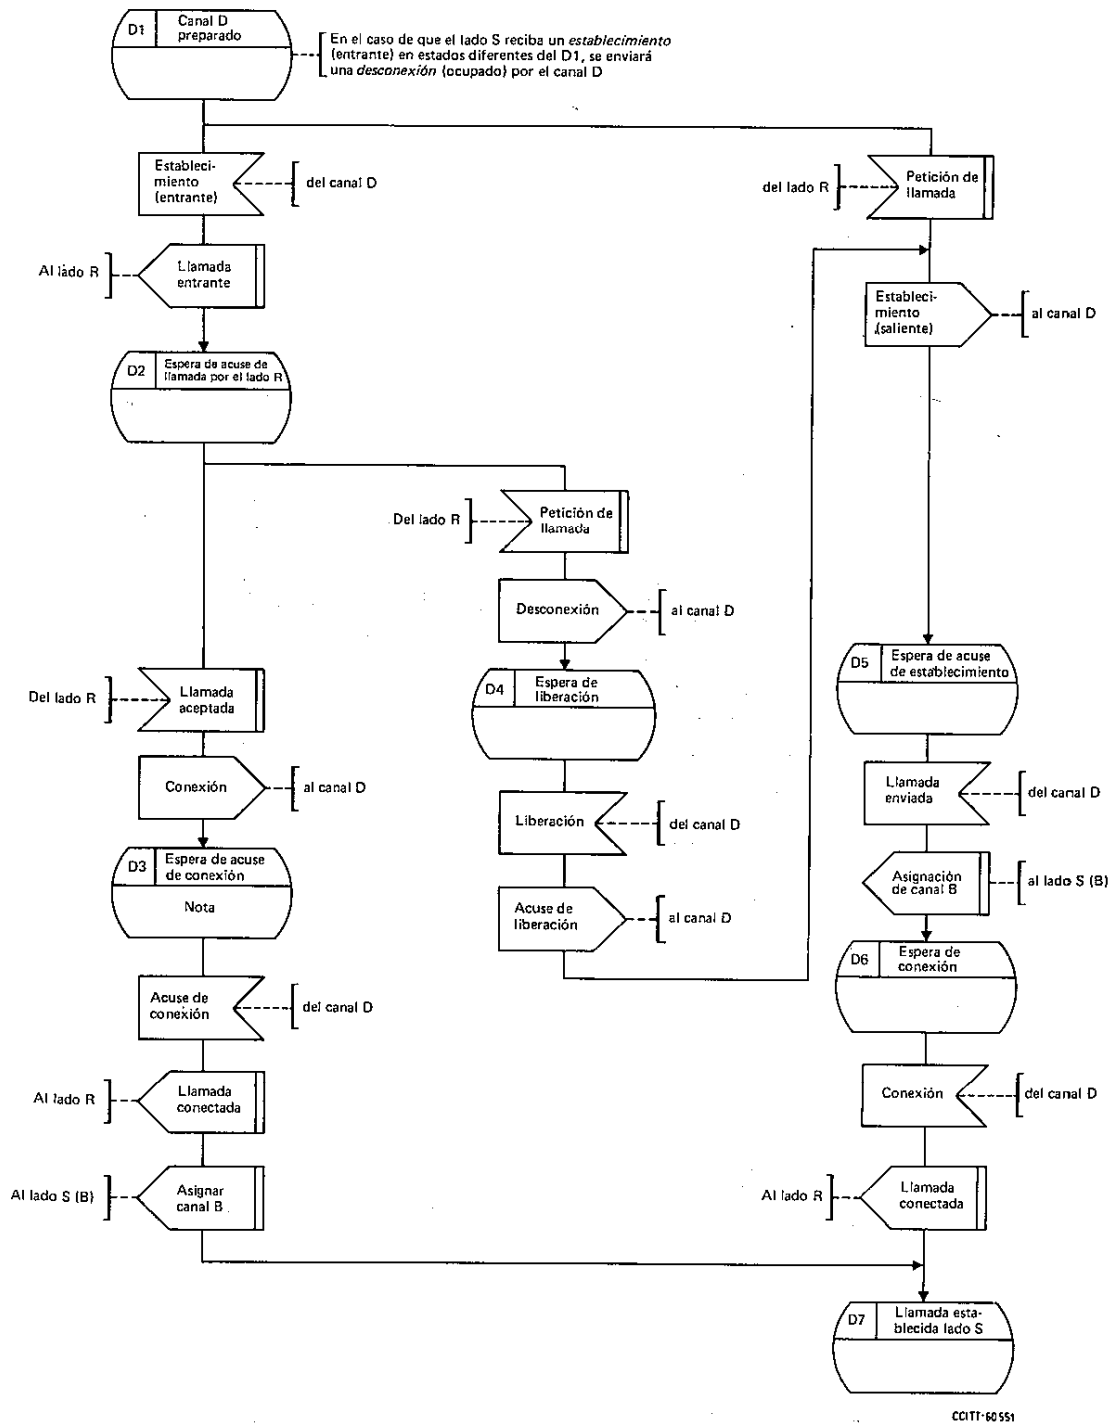 D1
Canal D
preparado
En el caso de que el lado S reciba un establecimiento
(entrante) en estados diferentes del D1, se enviará
una desconexión (ocupado) por el canal D
Estableci-
miento
(entrante)
del canal D
del lado R
Petición de
llamada
Al lado R
Llamada
entrante
Estableci-
miento
(saliente)
al canal D
D2
Espera de acuse de
llamada por el lado R
Del lado R
Petición de
llamada
Desconexión
al canal D
Del lado R
Llamada
aceptada
D4
Espera de
liberación
D5
Espera de acuse
de establecimiento
Conexión
al canal D
Liberación
del canal D
Llamada
enviada
del canal D
D3
Espera de acuse
de conexión
Nota
Acuse de
liberación
al canal D
Asignación
de canal B
al lado S (B)
D6
Espera de
conexión
Acuse de
conexión
del canal D
Al lado R
Llamada
conectada
Conexión
del canal D
Al lado S (B)
Asignar
canal B
Al lado R
Llamada
conectada
D7
Llamada esta-
blecida lado S
CCITT-60551